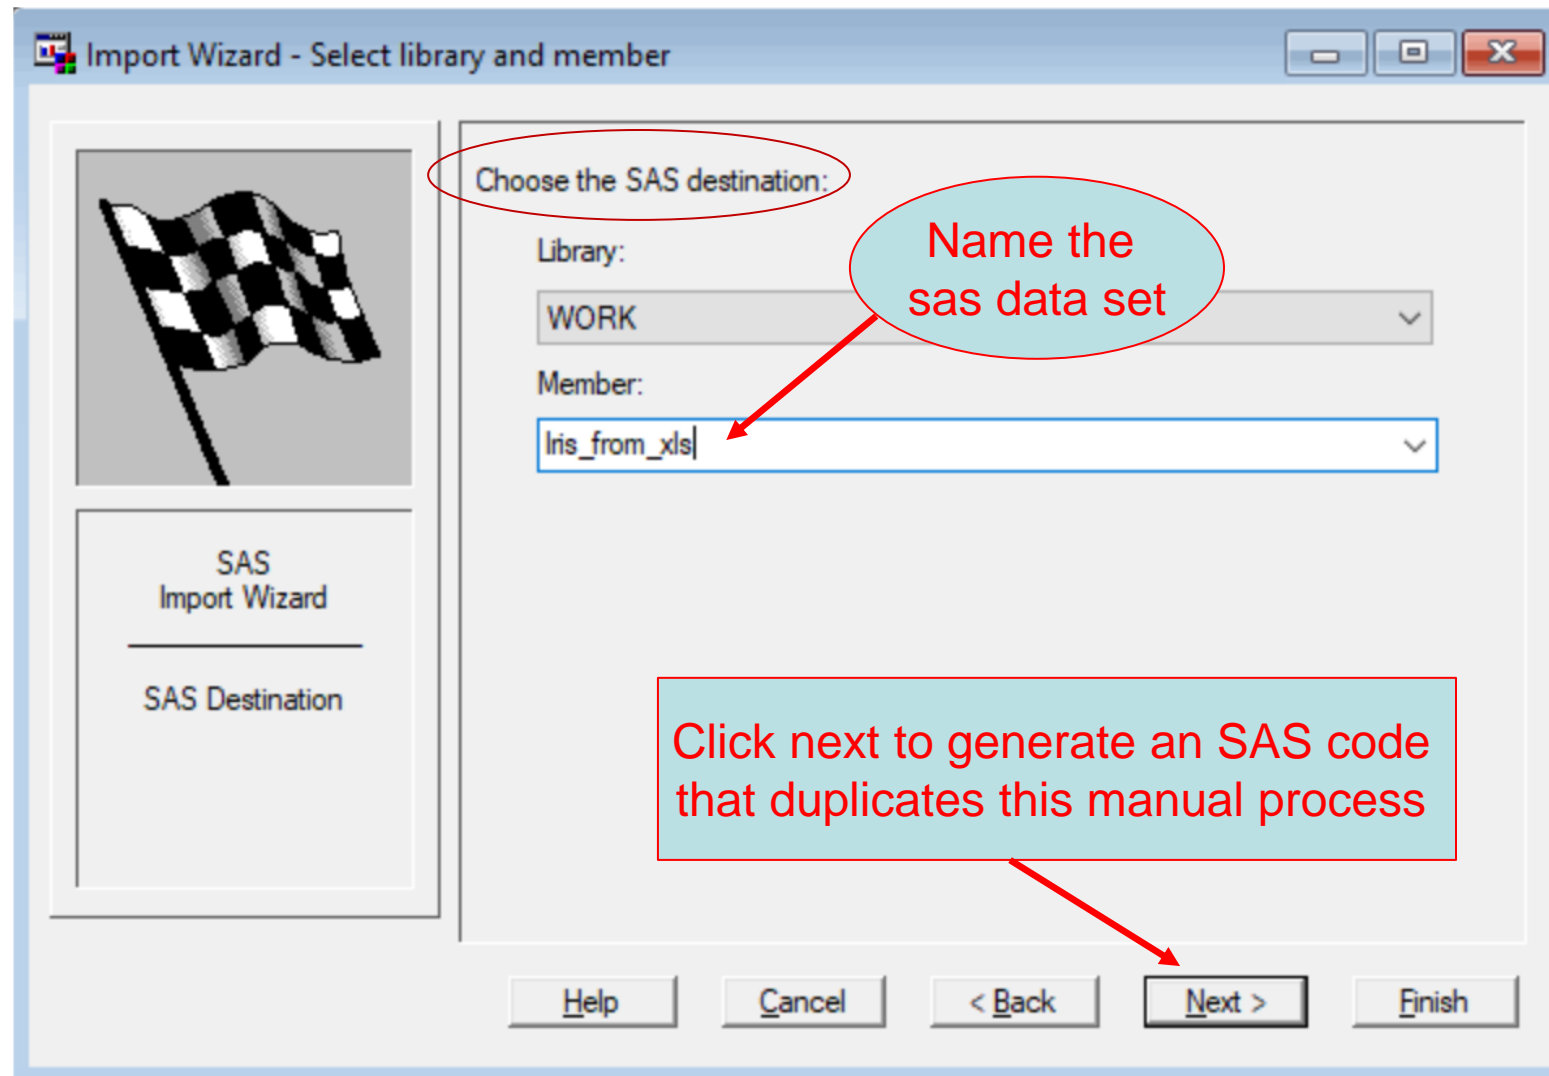 Import Wizard - Select library and member
Choose the SAS destination:
Name the
sas data set
Library:
WORK
Member:
Iris_from_xls
SAS
Import Wizard
SAS Destination
Click next to generate an SAS code
that duplicates this manual process
Help
Cancel
< Back
Next >
Finish